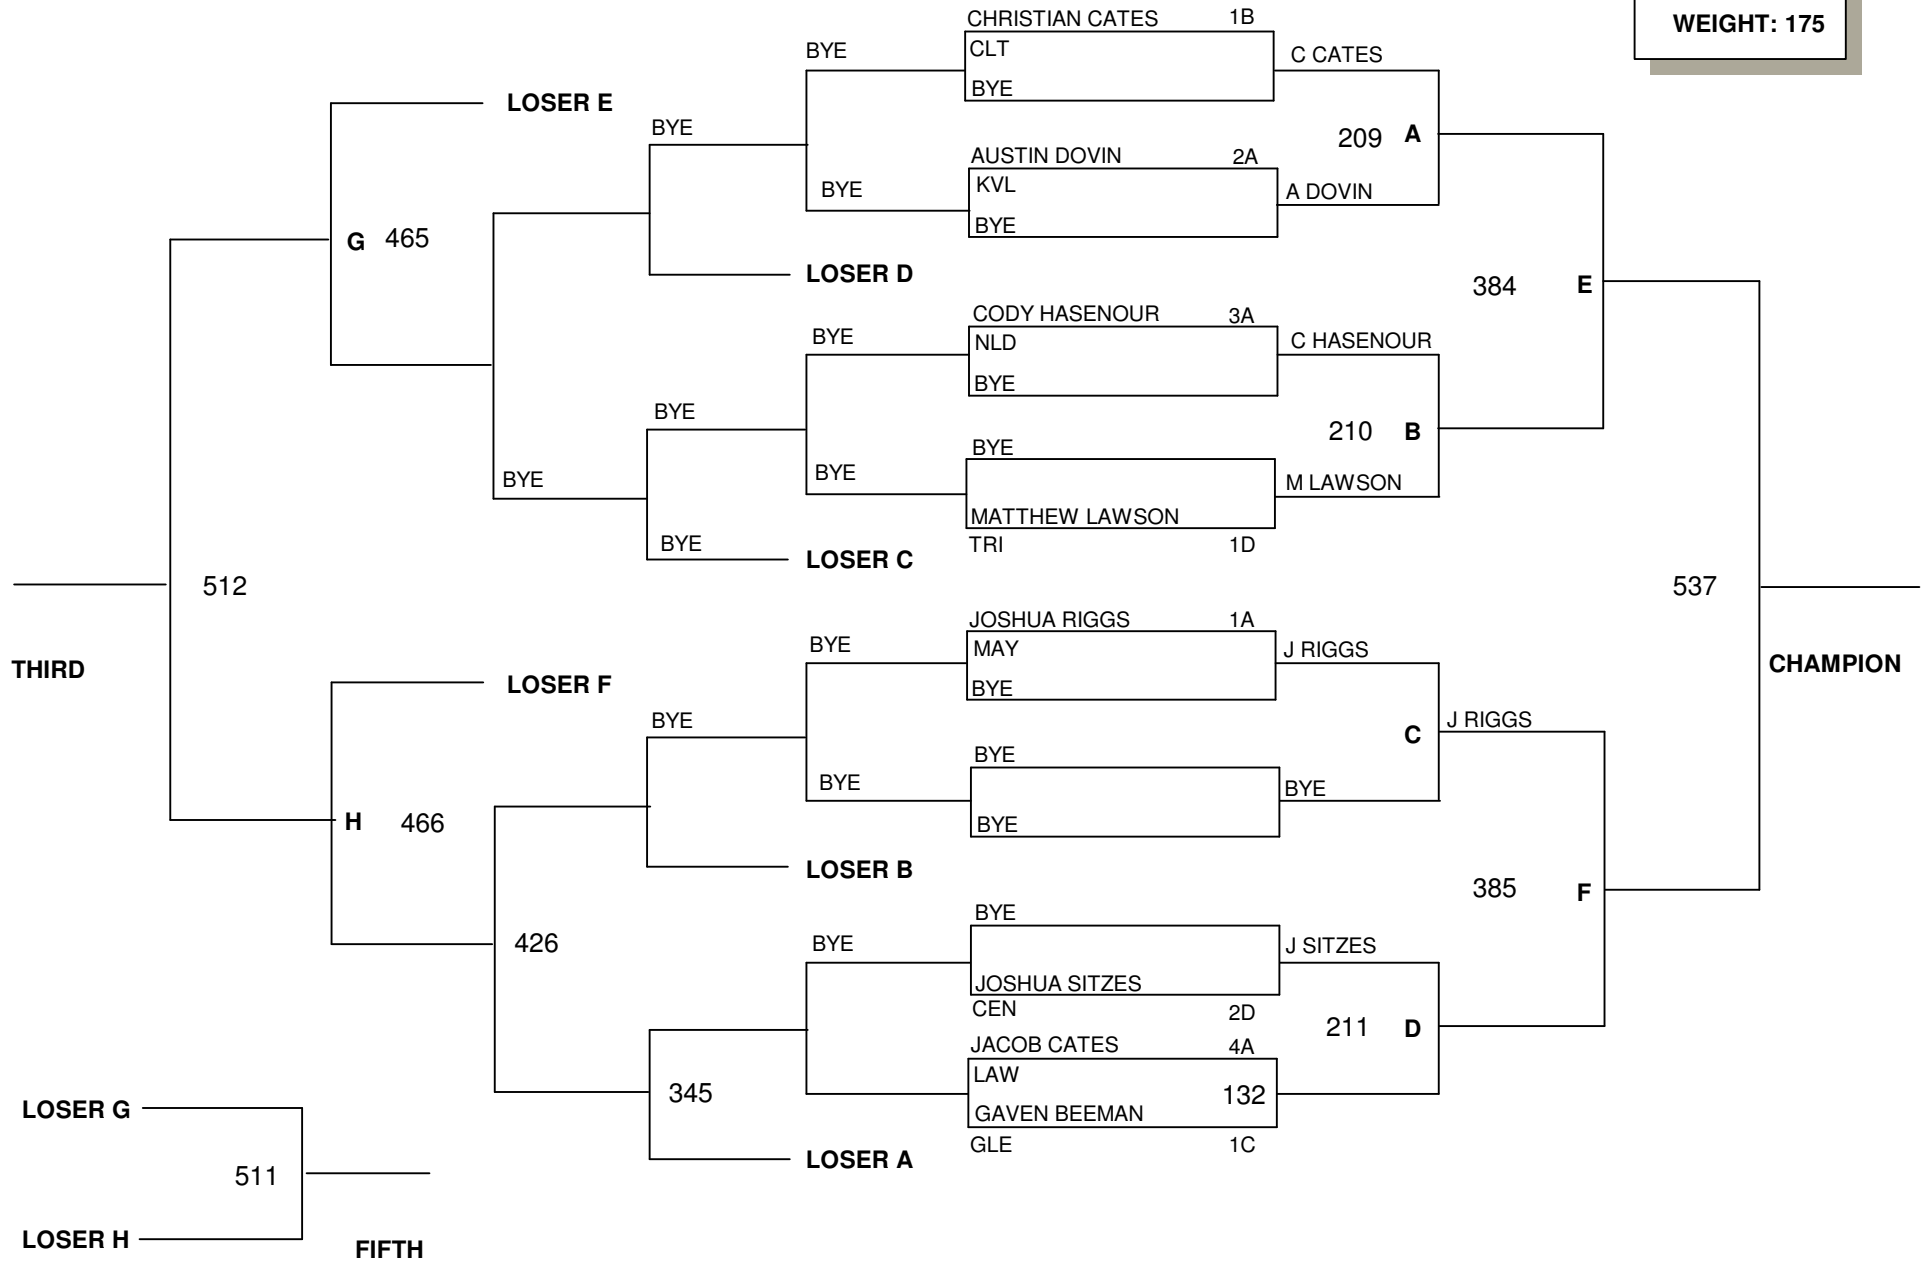 CHRISTIAN CATES 1B
WEIGHT: 175
BYE
CLT
C CATES
BYE
LOSER E
BYE
209 A
AUSTIN DOVIN 2A
BYE
KVL
A DOVIN
BYE
G 465
LOSER D
384 E
CODY HASENOUR 3A
BYE
NLD
C HASENOUR
BYE
BYE
210 B
BYE
BYE
BYE
M LAWSON
MATTHEW LAWSON
BYE
TRI 1D
LOSER C
512
537
JOSHUA RIGGS 1A
BYE
MAY
J RIGGS
THIRD
CHAMPION
LOSER F
BYE
BYE
J RIGGS
C
BYE
BYE
BYE
H 466
BYE
LOSER B
385 F
BYE
426
BYE
J SITZES
JOSHUA SITZES
CEN 2D
211 D
JACOB CATES 4A
LAW
345
132
LOSER G
GAVEN BEEMAN
GLE 1C
LOSER A
511
LOSER H
FIFTH